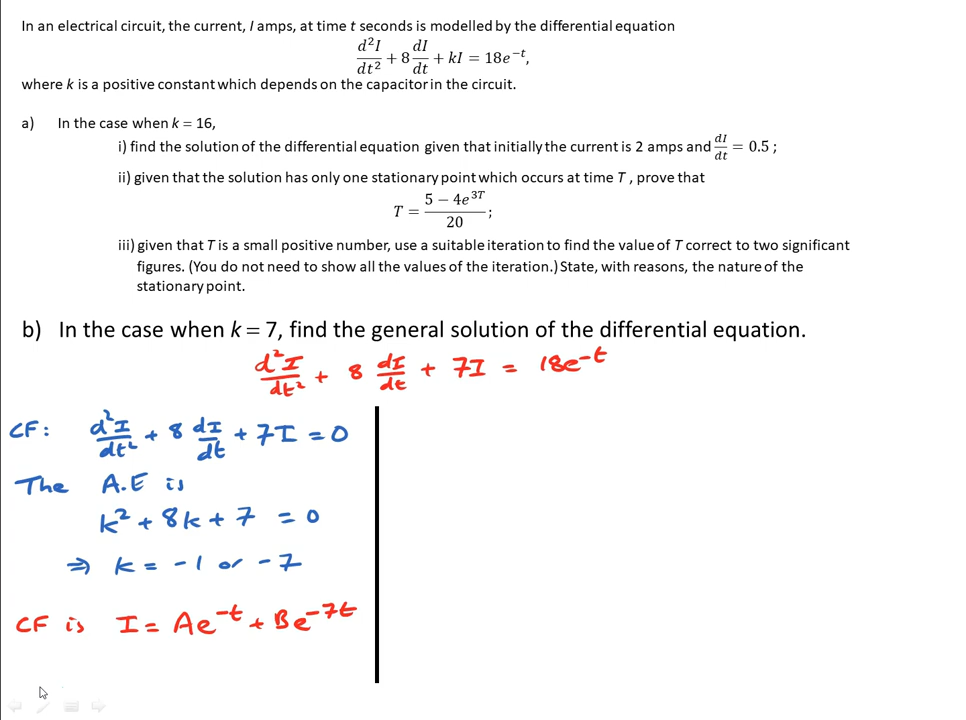 In an electrical circuit, the current, I amps, at time t seconds is modelled by the differential equation
d²I/dt² + 8 dI/dt + kI = 18e⁻ᵗ,
where k is a positive constant which depends on the capacitor in the circuit.
a) In the case when k = 16,
i) find the solution of the differential equation given that initially the current is 2 amps and dI/dt = 0.5 ;
ii) given that the solution has only one stationary point which occurs at time T , prove that
T = (5 − 4e³ᵀ)/20 ;
iii) given that T is a small positive number, use a suitable iteration to find the value of T correct to two significant
figures. (You do not need to show all the values of the iteration.) State, with reasons, the nature of the
stationary point.
b) In the case when k = 7, find the general solution of the differential equation.
d²I/dt² + 8 dI/dt + 7I = 18e⁻ᵗ
CF: d²I/dt² + 8 dI/dt + 7I = 0
The A.E is
k² + 8k + 7 = 0
⇒ k = -1 or -7
CF is I = Ae⁻ᵗ + Be⁻⁷ᵗ